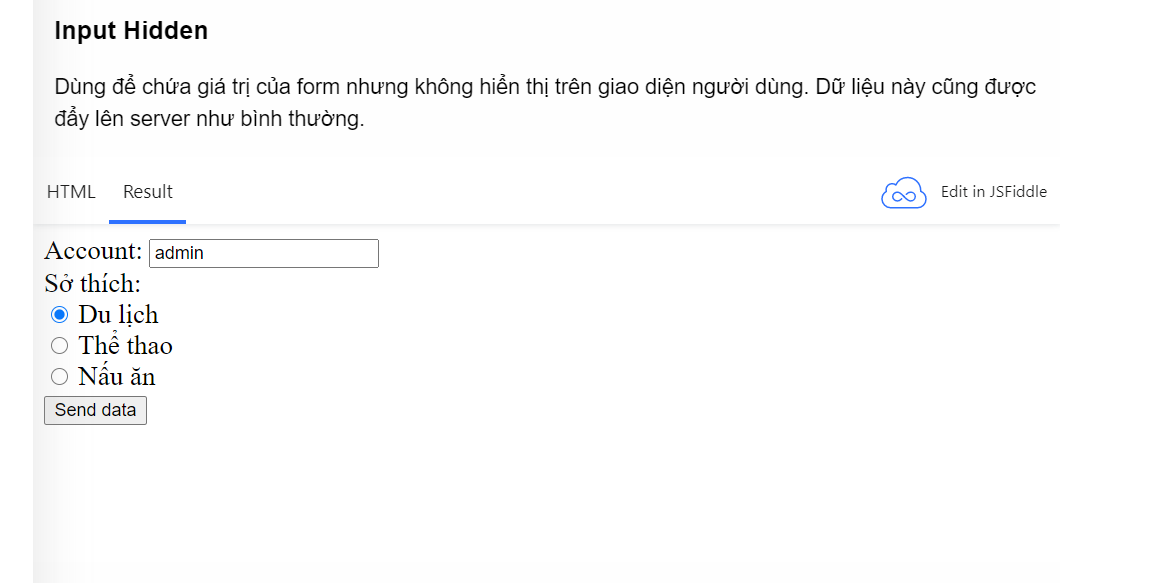 Input Hidden
Dùng để chứa giá trị của form nhưng không hiển thị trên giao diện người dùng. Dữ liệu này cũng được
đẩy lên server như bình thường.
HTML Result Edit in JSFiddle
Account: admin
Sở thích:
Du lịch
Thể thao
Nấu ăn
Send data